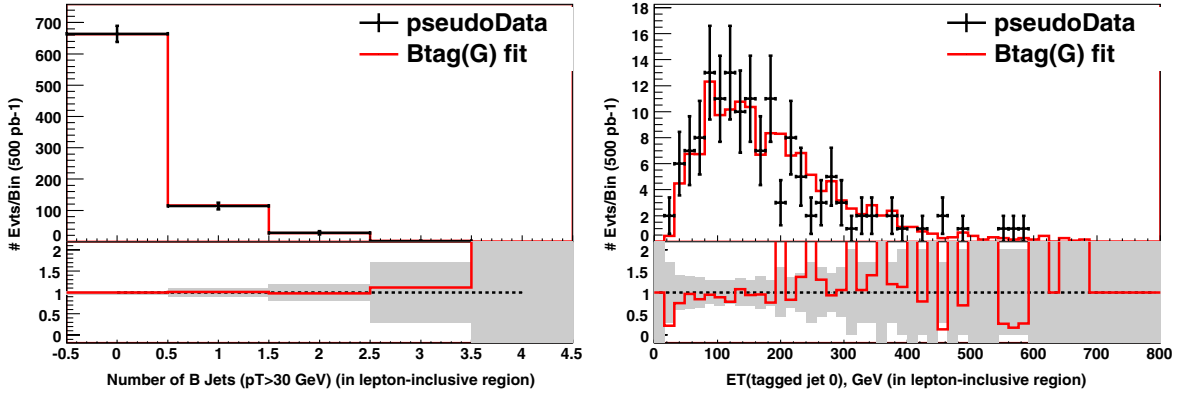 700
600
500
400
300
200
100
0
# Evts/Bin (500 pb-1)
pseudoData
Btag(G) fit
2
1.5
1
0.5
0
-0.5 0 0.5 1 1.5 2 2.5 3 3.5 4 4.5
Number of B Jets (pT>30 GeV) (in lepton-inclusive region)
18
16
14
12
10
8
6
4
2
0
# Evts/Bin (500 pb-1)
pseudoData
Btag(G) fit
2
1.5
1
0.5
0
0 100 200 300 400 500 600 700 800
ET(tagged jet 0), GeV (in lepton-inclusive region)